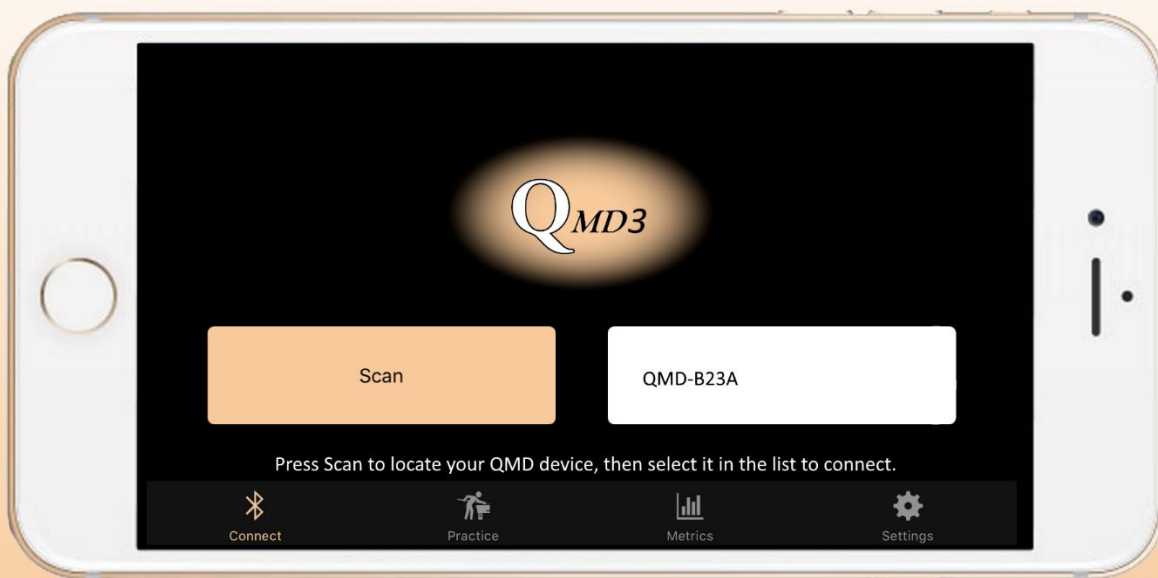 QMD3
Scan
QMD-B23A
Press Scan to locate your QMD device, then select it in the list to connect.
Connect
Practice
Metrics
Settings